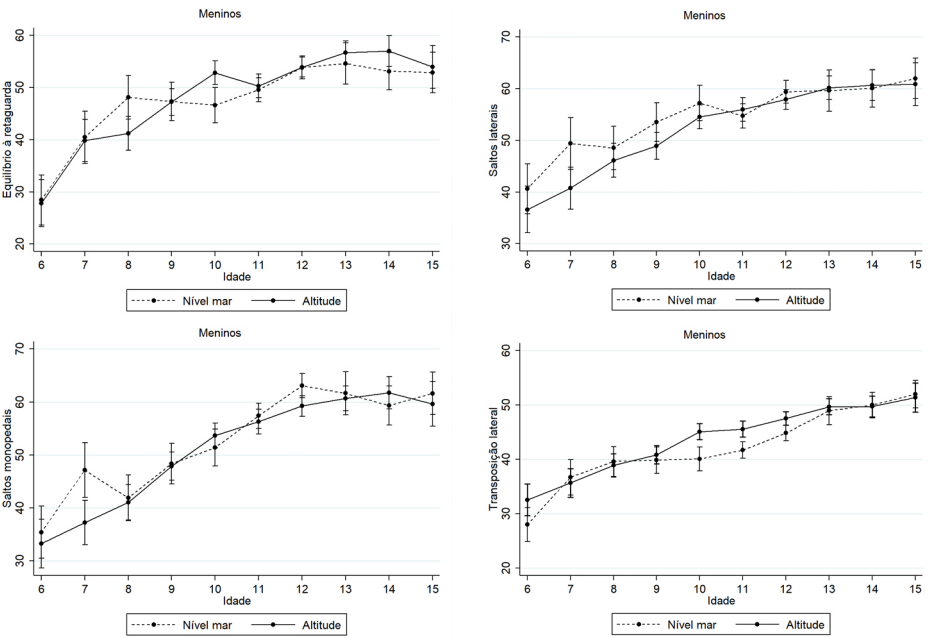 Meninos
Equilíbrio à retaguarda
60
50
40
30
20
6 7 8 9 10 11 12 13 14 15
Idade
Nível mar Altitude
Meninos
Saltos laterais
70
60
50
40
30
6 7 8 9 10 11 12 13 14 15
Idade
Nível mar Altitude
Meninos
Saltos monopedais
70
60
50
40
30
6 7 8 9 10 11 12 13 14 15
Idade
Nível mar Altitude
Meninos
Transposição lateral
60
50
40
30
20
6 7 8 9 10 11 12 13 14 15
Idade
Nível mar Altitude